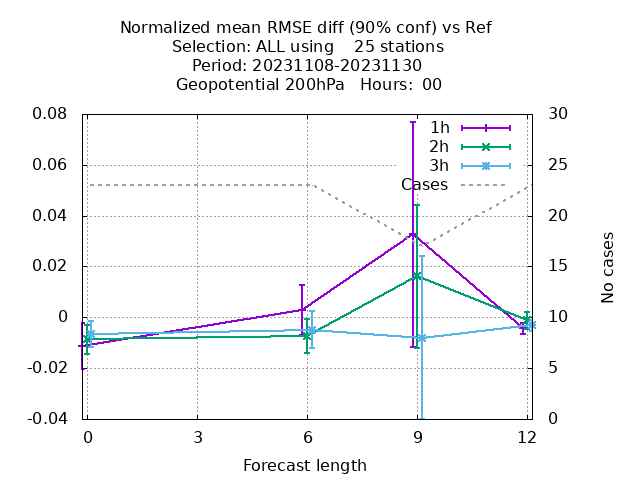 Normalized mean RMSE diff (90% conf) vs Ref
Selection: ALL using    25 stations
Period: 20231108-20231130
Geopotential 200hPa   Hours:  00
0.08
0.06
0.04
0.02
0
-0.02
-0.04
30
25
20
15
10
5
0
No cases
1h
2h
3h
Cases
0
3
6
9
12
Forecast length